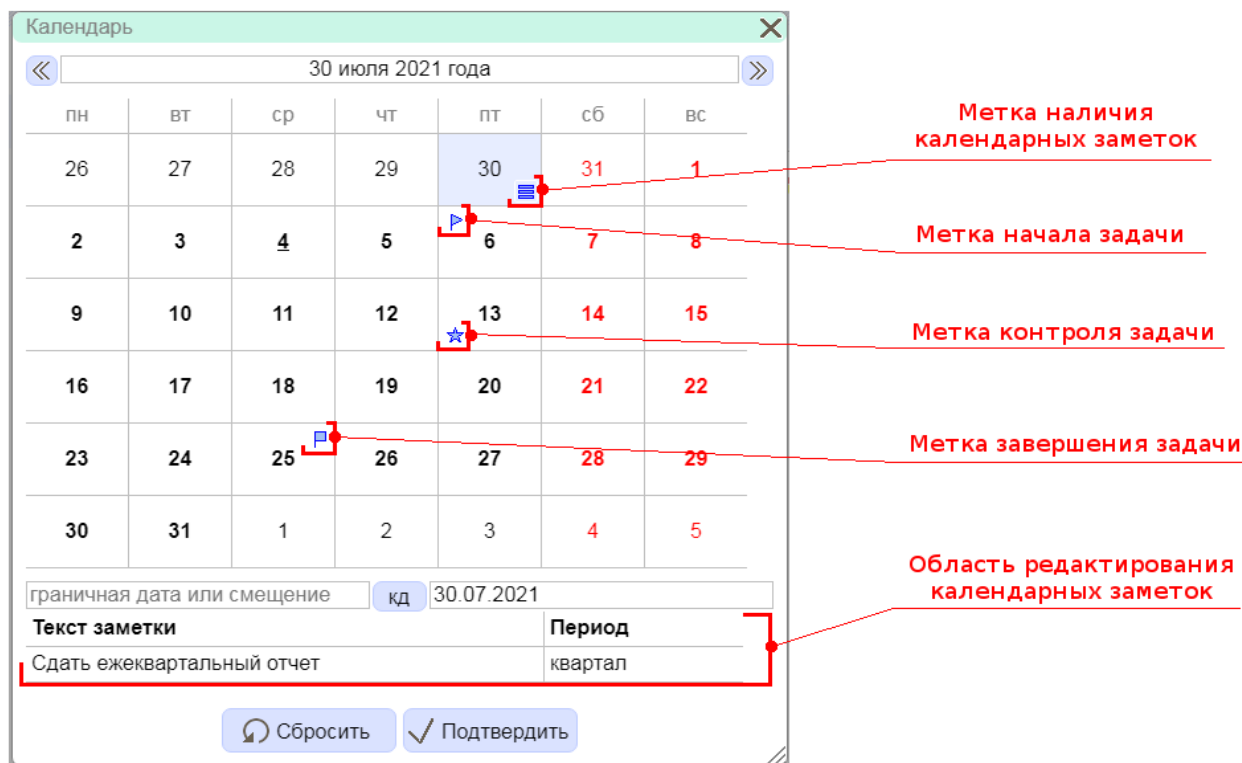 Календарь
30 июля 2021 года
пн вт ср чт пт сб вс
26 27 28 29 30 31 1
2 3 4 5 6 7 8
9 10 11 12 13 14 15
16 17 18 19 20 21 22
23 24 25 26 27 28 29
30 31 1 2 3 4 5
граничная дата или смещение кд 30.07.2021
Текст заметки Период
Сдать ежеквартальный отчет квартал
Сбросить Подтвердить
Метка наличия
календарных заметок
Метка начала задачи
Метка контроля задачи
Метка завершения задачи
Область редактирования
календарных заметок